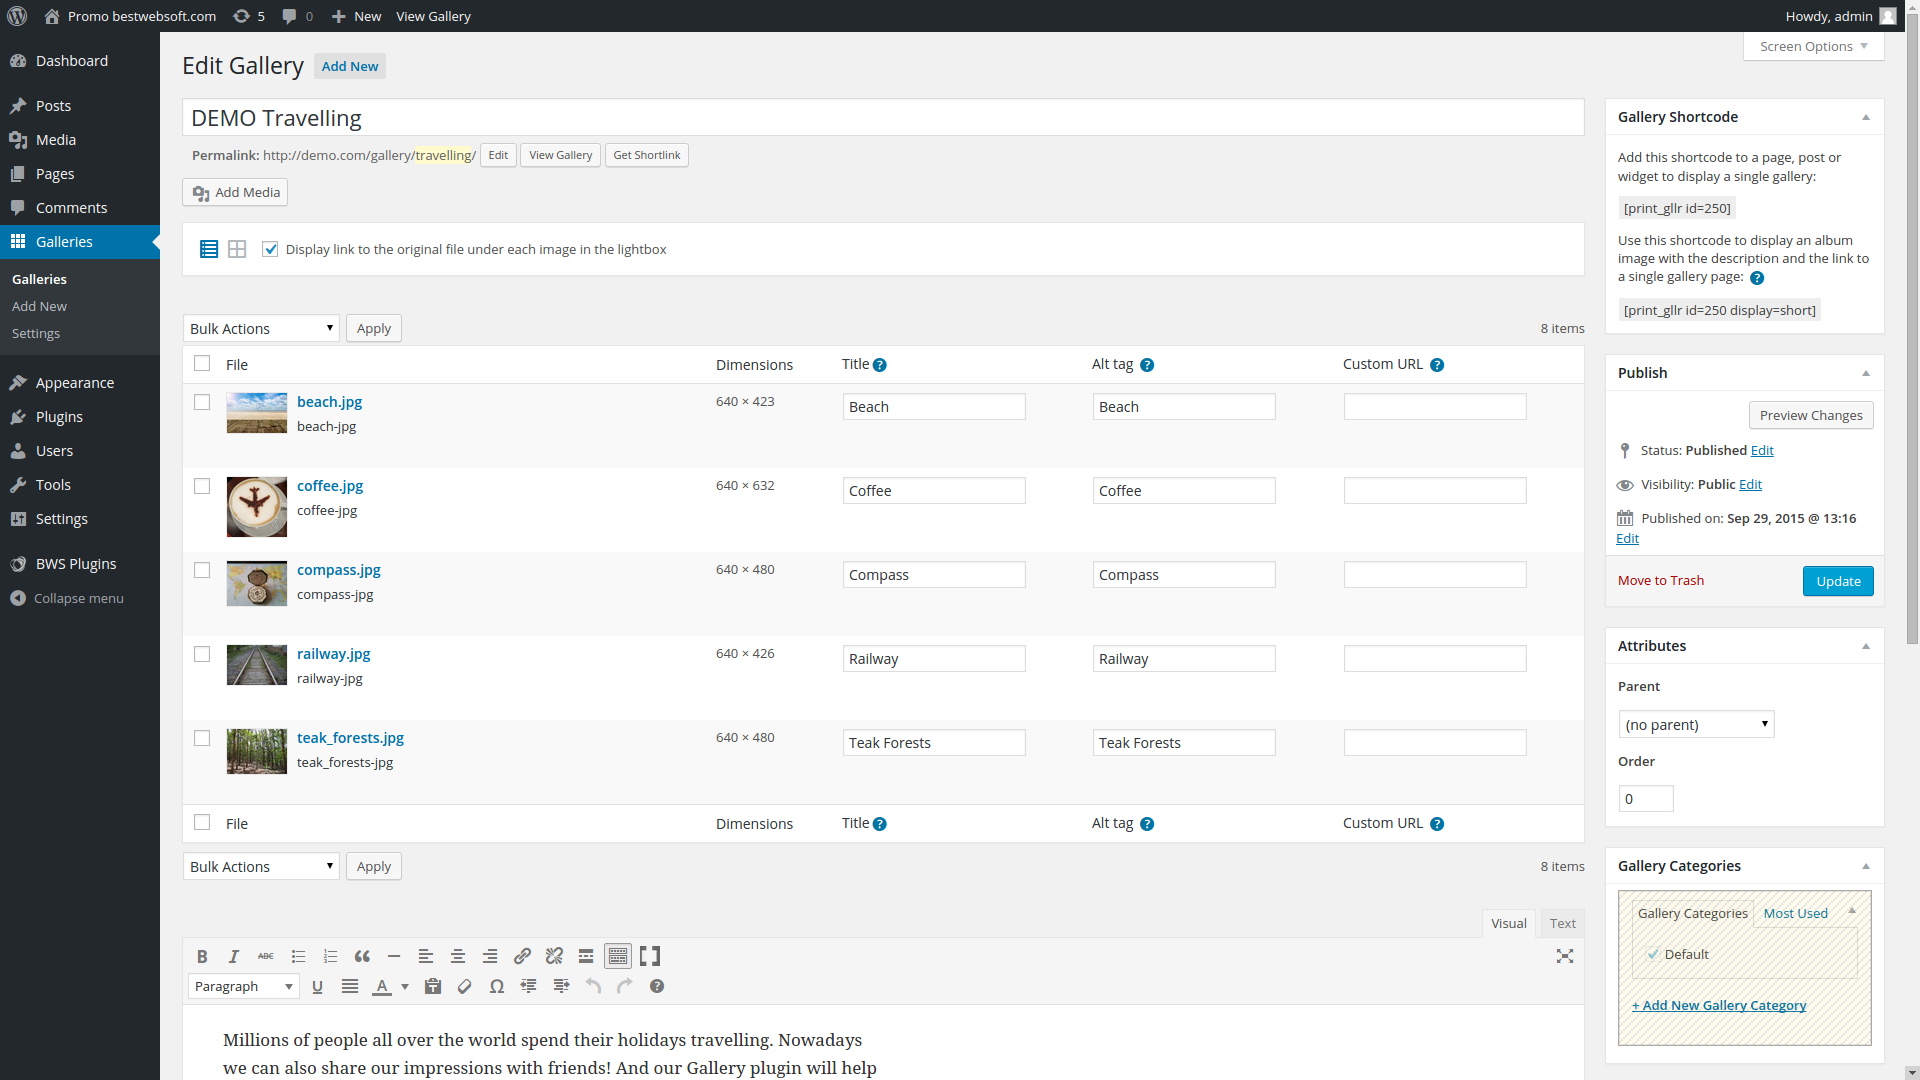 Promo bestwebsoft.com 5 0 New View Gallery Howdy, admin
Screen Options
Dashboard
Posts
Media
Pages
Comments
Galleries
Galleries
Add New
Settings
Appearance
Plugins
Users
Tools
Settings
BWS Plugins
Collapse menu
Edit Gallery Add New
DEMO Travelling
Permalink: http://demo.com/gallery/travelling/ Edit View Gallery Get Shortlink
Add Media
Display link to the original file under each image in the lightbox
Bulk Actions Apply 8 items
File Dimensions Title ? Alt tag ? Custom URL ?
beach.jpg 640 × 423 Beach Beach
beach-jpg
coffee.jpg 640 × 632 Coffee Coffee
coffee-jpg
compass.jpg 640 × 480 Compass Compass
compass-jpg
railway.jpg 640 × 426 Railway Railway
railway-jpg
teak_forests.jpg 640 × 480 Teak Forests Teak Forests
teak_forests-jpg
File Dimensions Title ? Alt tag ? Custom URL ?
Bulk Actions Apply 8 items
Visual Text
B I ABC
Paragraph U A Ω ?
Millions of people all over the world spend their holidays travelling. Nowadays
we can also share our impressions with friends! And our Gallery plugin will help
Gallery Shortcode
Add this shortcode to a page, post or
widget to display a single gallery:
[print_gllr id=250]
Use this shortcode to display an album
image with the description and the link to
a single gallery page: ?
[print_gllr id=250 display=short]
Publish
Preview Changes
Status: Published Edit
Visibility: Public Edit
Published on: Sep 29, 2015 @ 13:16
Edit
Move to Trash Update
Attributes
Parent
(no parent)
Order
0
Gallery Categories
Gallery Categories Most Used
Default
+ Add New Gallery Category